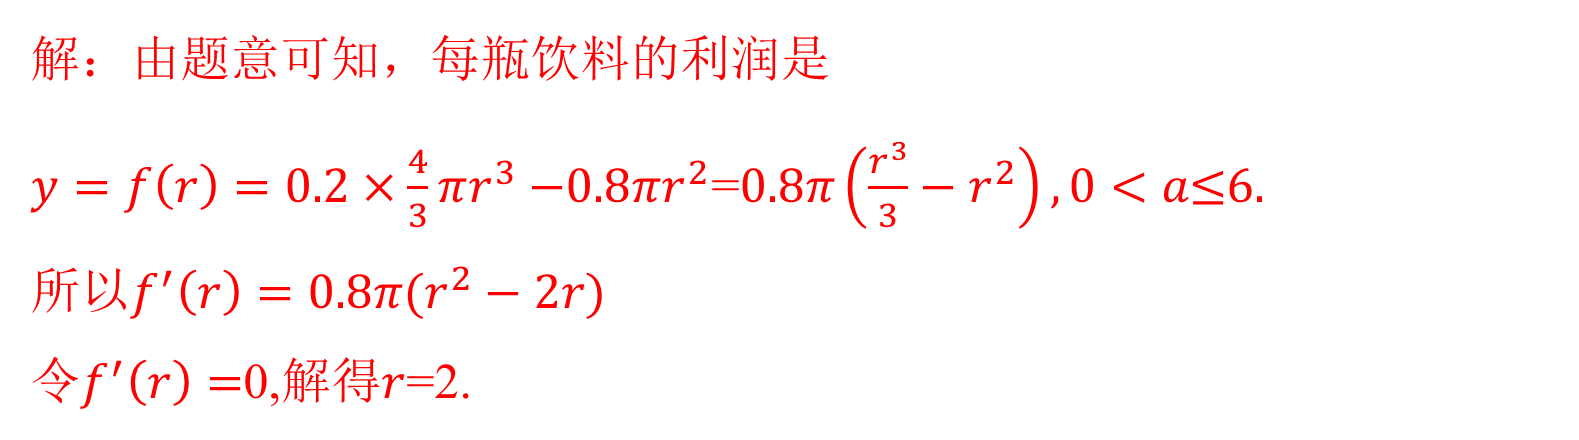 解：由题意可知，每瓶饮料的利润是
y = f(r) = 0.2 × 4/3 πr³ −0.8πr²=0.8π(r³/3 − r²), 0 < a≤6.
所以f′(r) = 0.8π(r² − 2r)
令f′(r) =0,解得r=2.